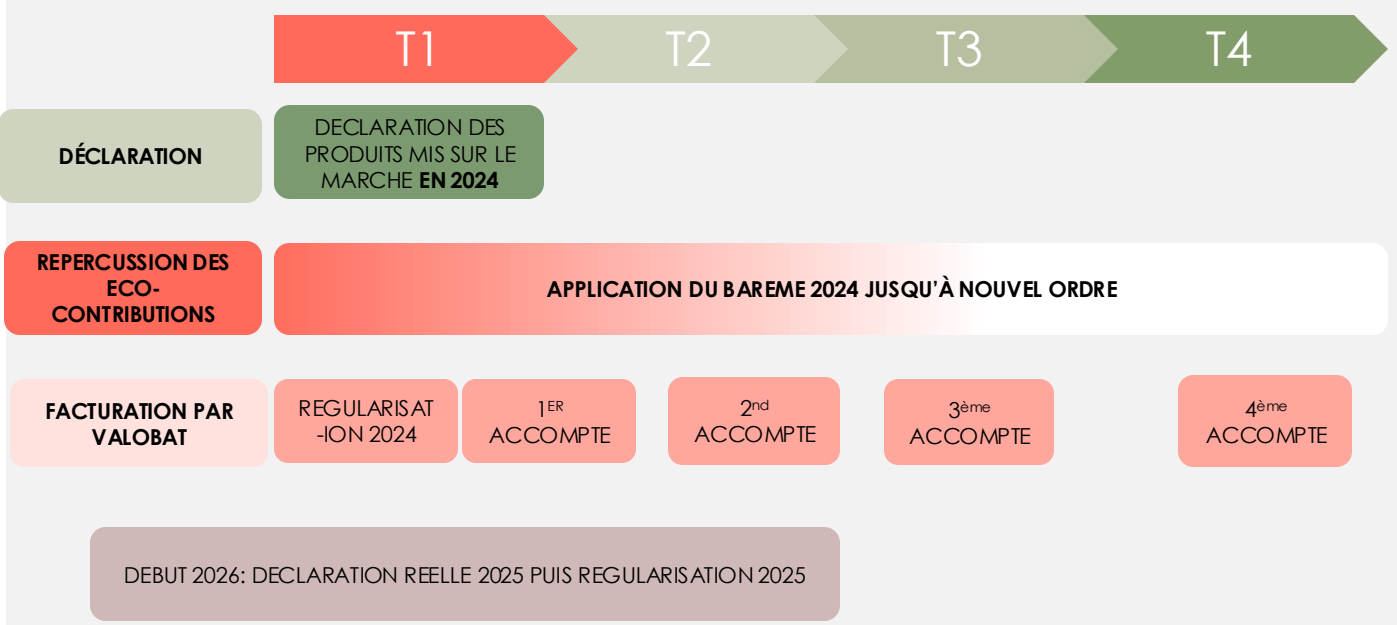 T1
T2
T3
T4
DÉCLARATION
DECLARATION DES
PRODUITS MIS SUR LE
MARCHE EN 2024
REPERCUSSION DES
ECO-
CONTRIBUTIONS
APPLICATION DU BAREME 2024 JUSQU’À NOUVEL ORDRE
FACTURATION PAR
VALOBAT
REGULARISAT
-ION 2024
1ER
ACCOMPTE
2nd
ACCOMPTE
3ème
ACCOMPTE
4ème
ACCOMPTE
DEBUT 2026: DECLARATION REELLE 2025 PUIS REGULARISATION 2025